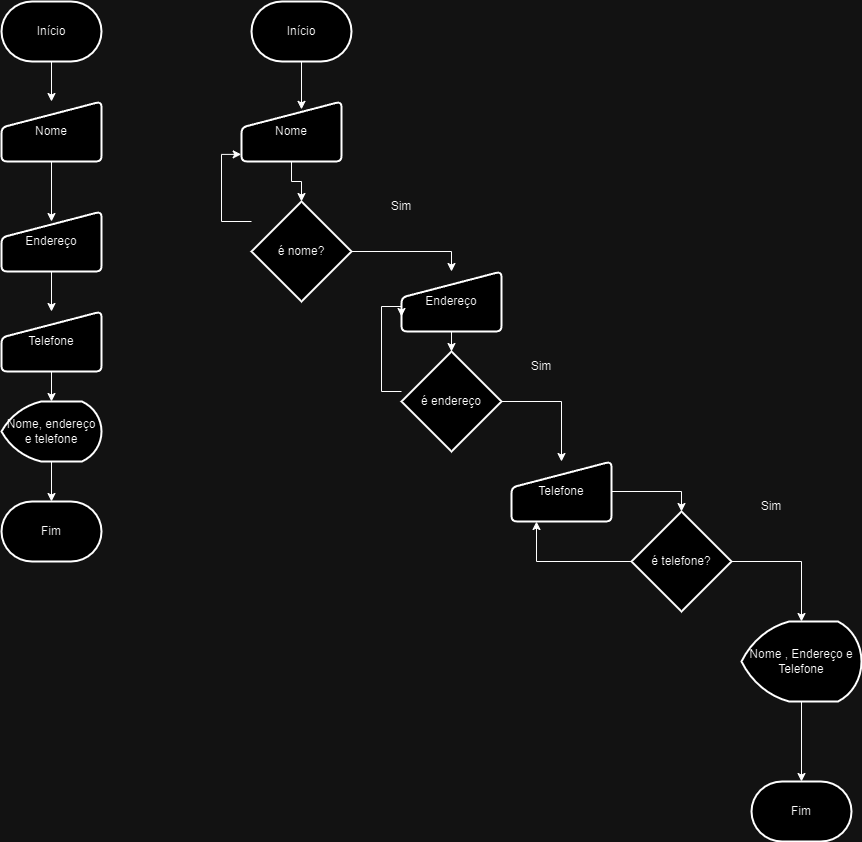 Início
Nome
Endereço
Telefone
Nome, endereço
e telefone
Fim
Início
Nome
Sim
é nome?
Endereço
Sim
é endereço
Telefone
Sim
é telefone?
Nome , Endereço e
Telefone
Fim